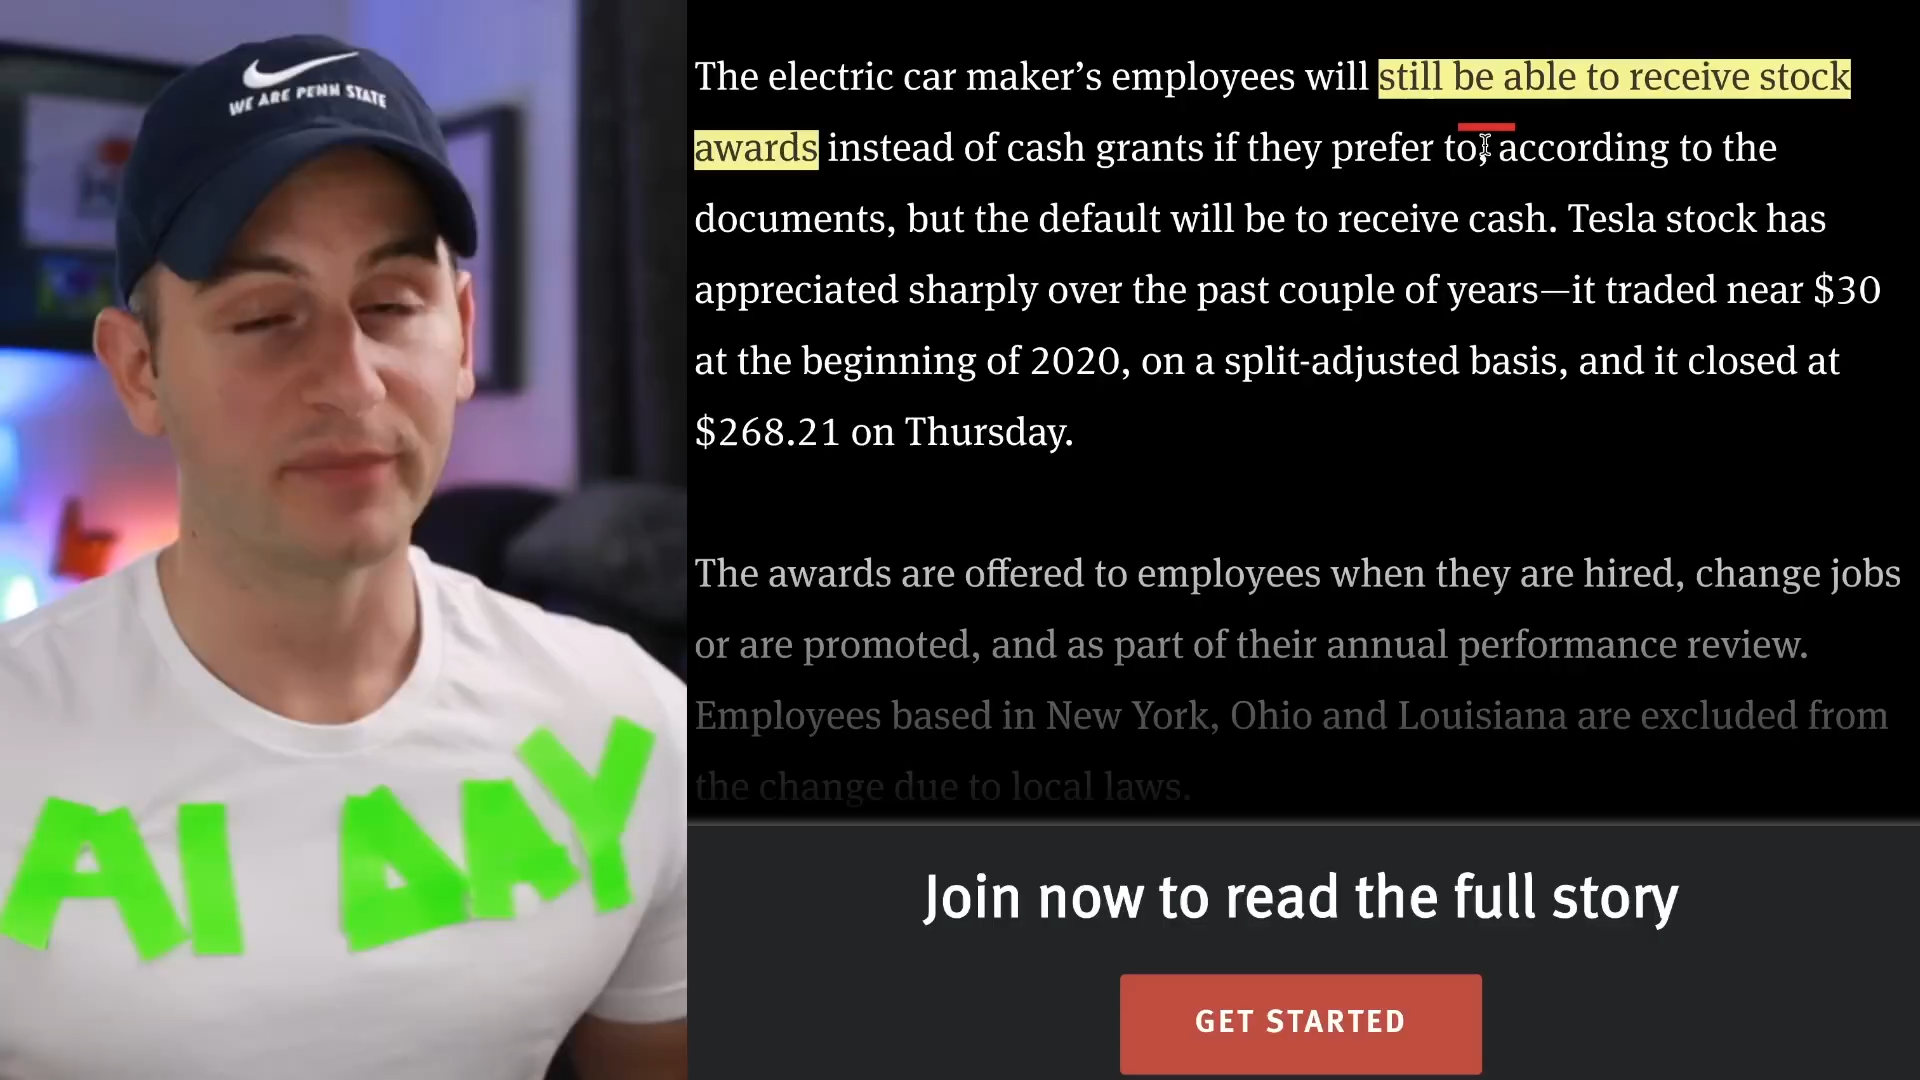 WE ARE PENN STATE
AI DAY
The electric car maker’s employees will still be able to receive stock
awards instead of cash grants if they prefer to, according to the
documents, but the default will be to receive cash. Tesla stock has
appreciated sharply over the past couple of years—it traded near $30
at the beginning of 2020, on a split-adjusted basis, and it closed at
$268.21 on Thursday.
The awards are offered to employees when they are hired, change jobs
or are promoted, and as part of their annual performance review.
Employees based in New York, Ohio and Louisiana are excluded from
the change due to local laws.
Join now to read the full story
GET STARTED